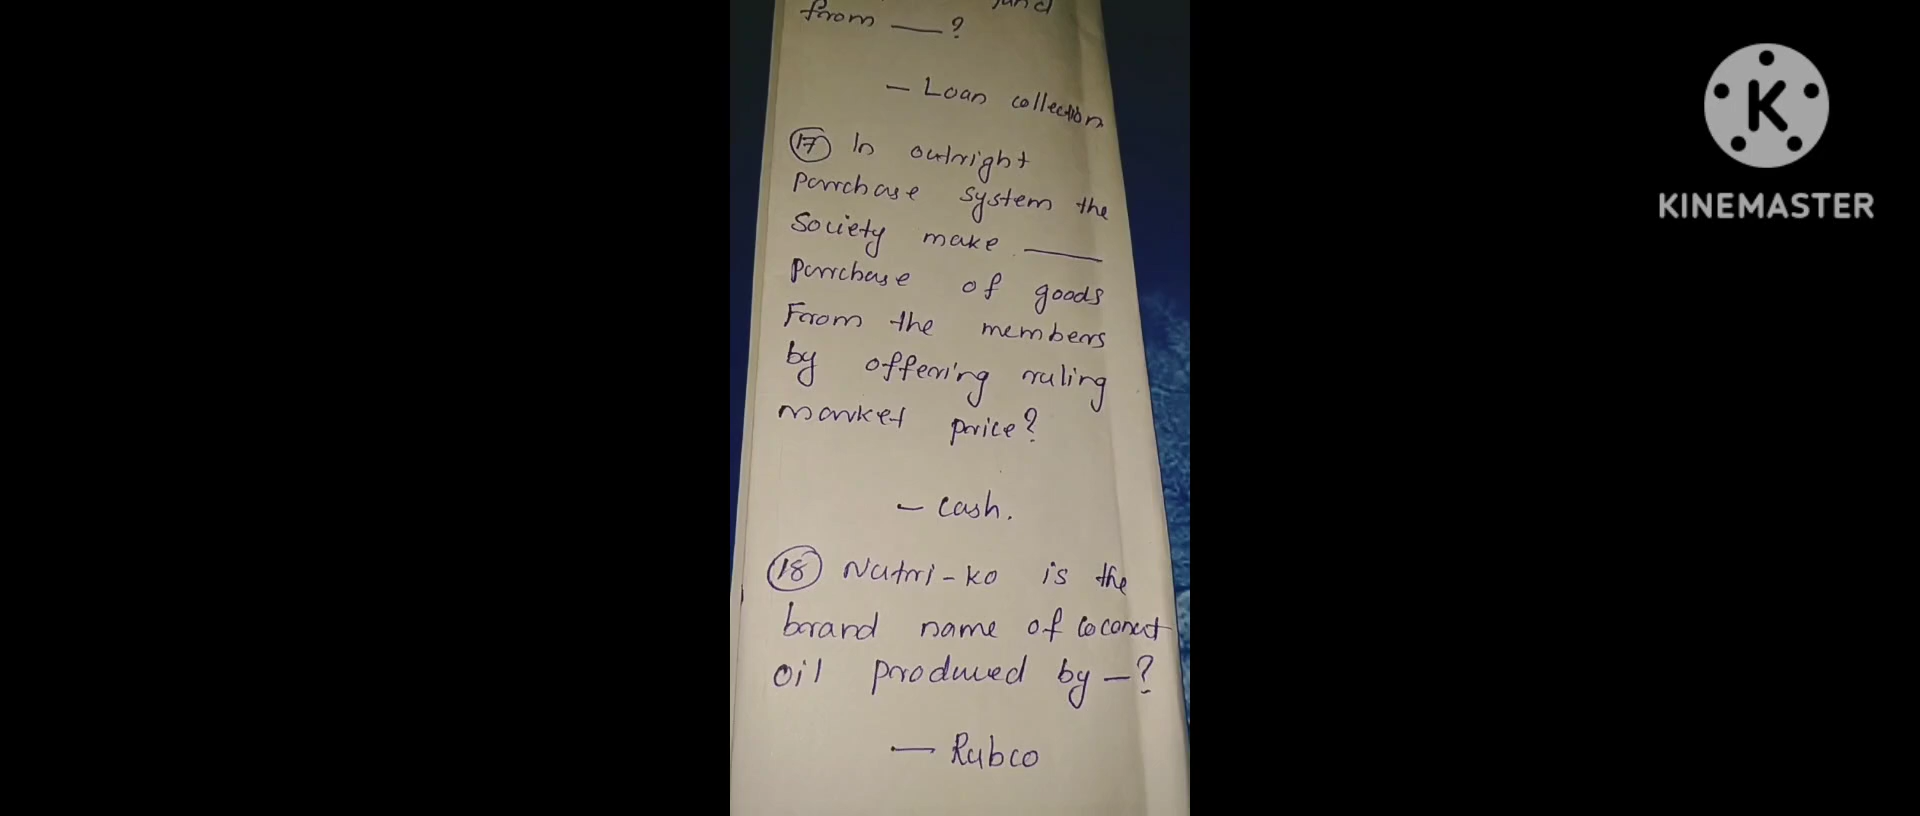 fund
from ___ ?
- Loan collection
17 In outright
purchase system the
Society make ___
purchase of goods
From the members
by offering ruling
market price?
- cash.
18 Nutri-ko is the
brand name of coconut
oil produced by -?
- Rubco
KINEMASTER